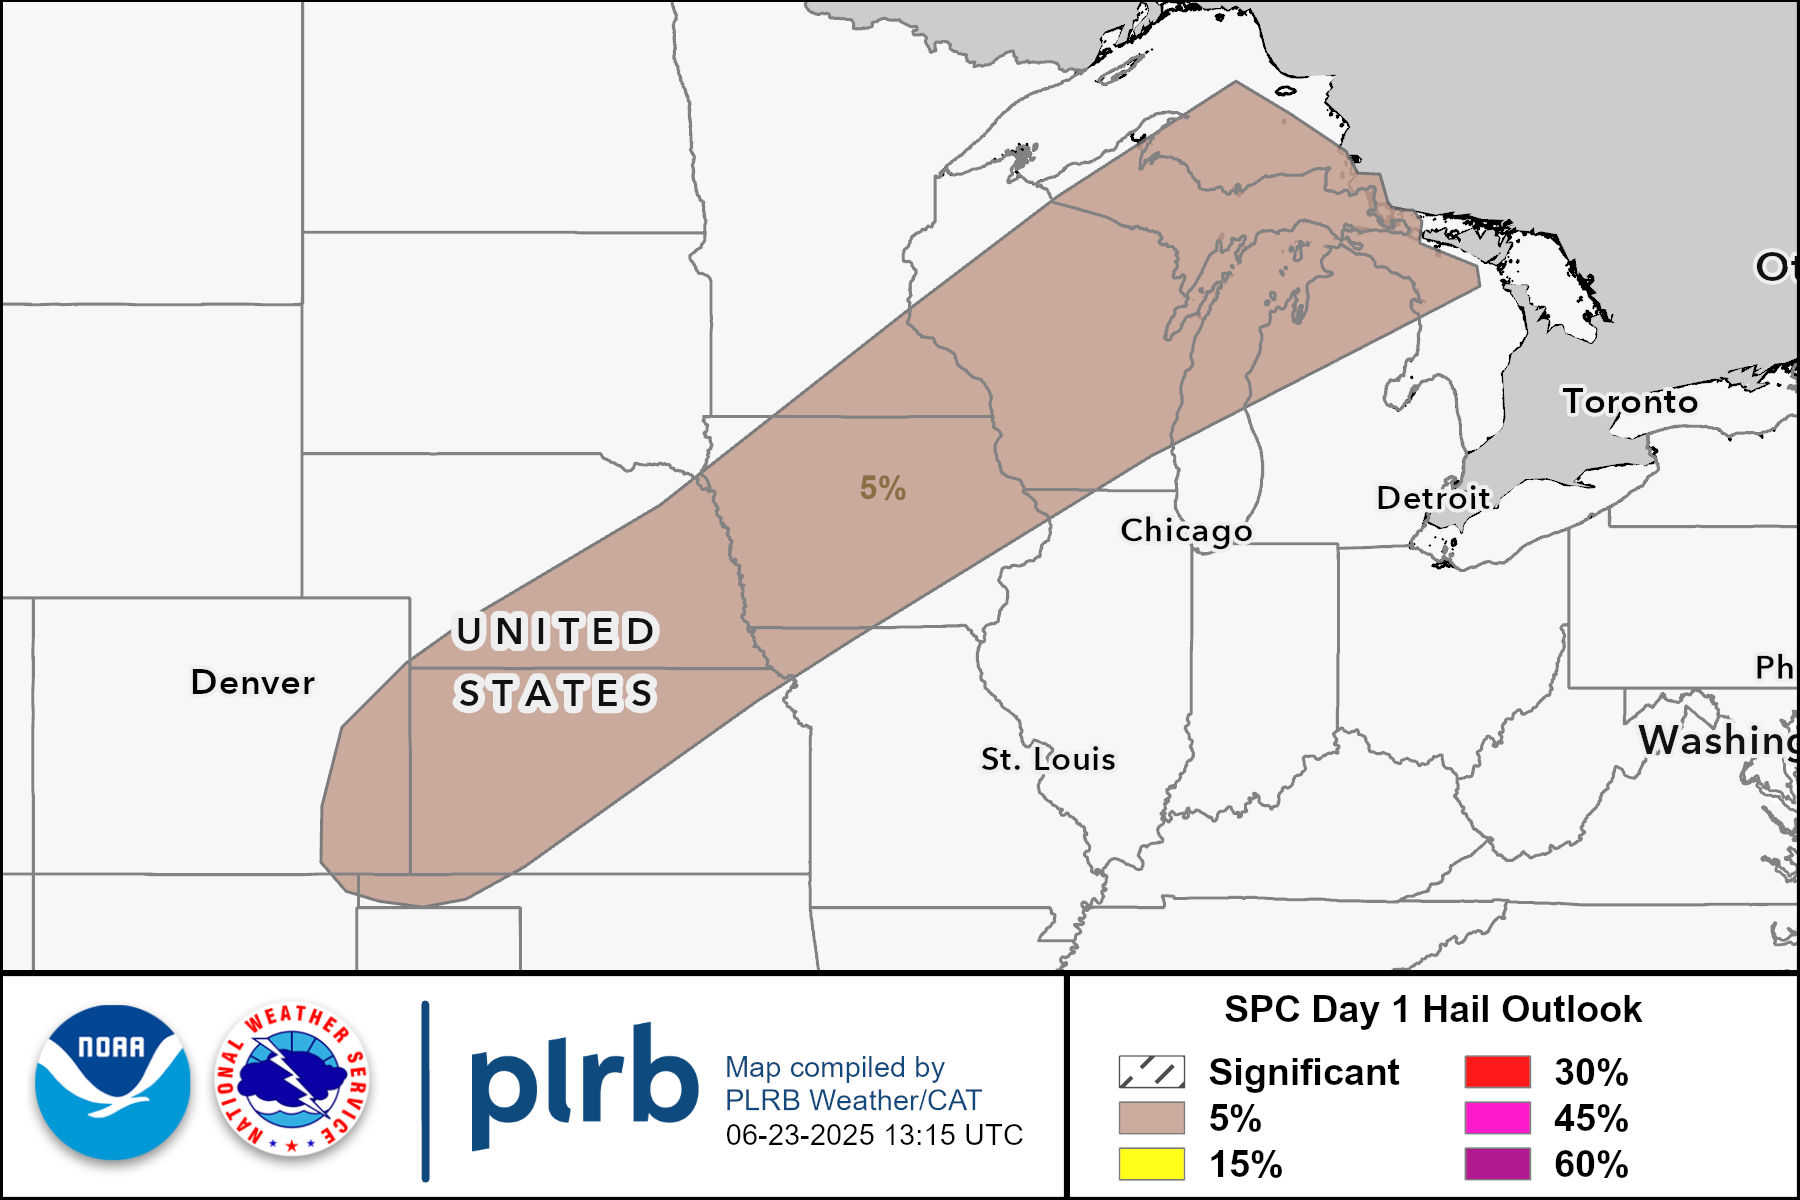 Ot
Toronto
5%
Detroit
Chicago
UNITED
STATES
Denver
Ph
Washing
St. Louis
NOAA
NATIONAL WEATHER SERVICE
plrb
Map compiled by
PLRB Weather/CAT
06-23-2025 13:15 UTC
SPC Day 1 Hail Outlook
Significant
5%
15%
30%
45%
60%